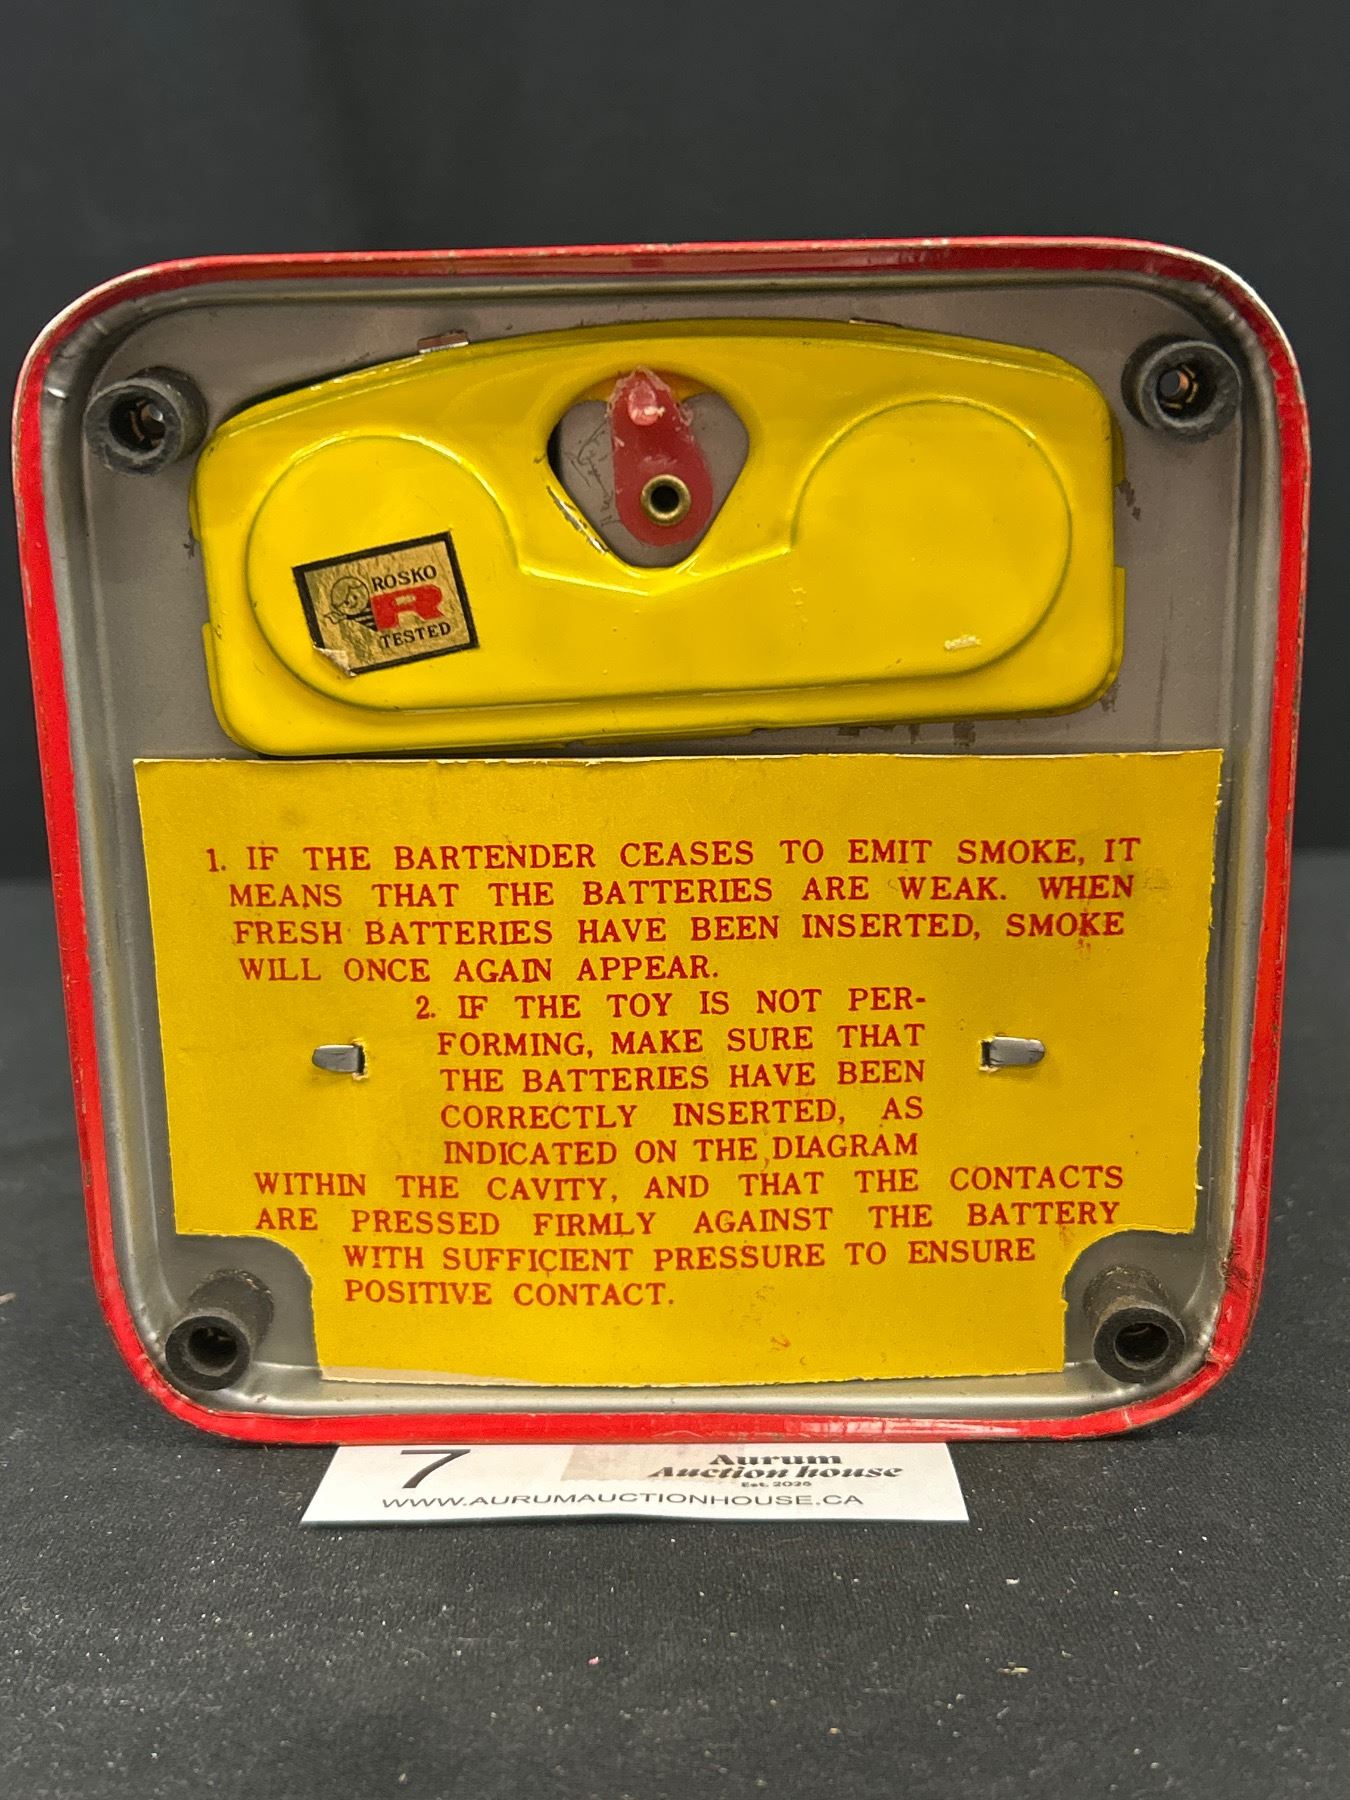 ROSKO
R
TESTED
1. IF THE BARTENDER CEASES TO EMIT SMOKE, IT
MEANS THAT THE BATTERIES ARE WEAK. WHEN
FRESH BATTERIES HAVE BEEN INSERTED, SMOKE
WILL ONCE AGAIN APPEAR.
2. IF THE TOY IS NOT PER-
FORMING, MAKE SURE THAT
THE BATTERIES HAVE BEEN
CORRECTLY INSERTED, AS
INDICATED ON THE DIAGRAM
WITHIN THE CAVITY, AND THAT THE CONTACTS
ARE PRESSED FIRMLY AGAINST THE BATTERY
WITH SUFFICIENT PRESSURE TO ENSURE
POSITIVE CONTACT.
7
Aurum
Auction house
Est. 2025
WWW.AURUMAUCTIONHOUSE.CA